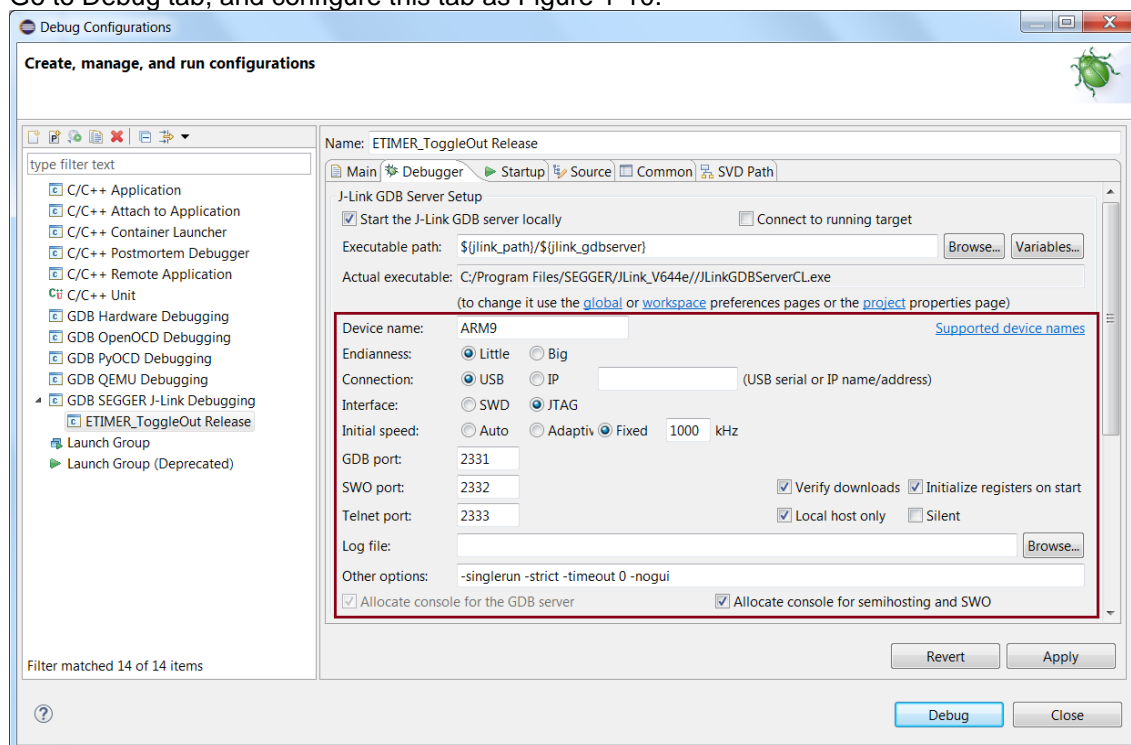 Go to Debug tab, and configure this tab as Figure 1-10.
Debug Configurations
Create, manage, and run configurations
type filter text
C/C++ Application
C/C++ Attach to Application
C/C++ Container Launcher
C/C++ Postmortem Debugger
C/C++ Remote Application
C/C++ Unit
GDB Hardware Debugging
GDB OpenOCD Debugging
GDB PyOCD Debugging
GDB QEMU Debugging
GDB SEGGER J-Link Debugging
ETIMER_ToggleOut Release
Launch Group
Launch Group (Deprecated)
Filter matched 14 of 14 items
Name: ETIMER_ToggleOut Release
Main Debugger Startup Source Common SVD Path
J-Link GDB Server Setup
Start the J-Link GDB server locally Connect to running target
Executable path: ${jlink_path}/${jlink_gdbserver} Browse... Variables...
Actual executable: C:/Program Files/SEGGER/JLink_V644e//JLinkGDBServerCL.exe
(to change it use the global or workspace preferences pages or the project properties page)
Device name: ARM9 Supported device names
Endianness: Little Big
Connection: USB IP (USB serial or IP name/address)
Interface: SWD JTAG
Initial speed: Auto Adaptiv Fixed 1000 kHz
GDB port: 2331
SWO port: 2332 Verify downloads Initialize registers on start
Telnet port: 2333 Local host only Silent
Log file: Browse...
Other options: -singlerun -strict -timeout 0 -nogui
Allocate console for the GDB server Allocate console for semihosting and SWO
Revert Apply
Debug Close